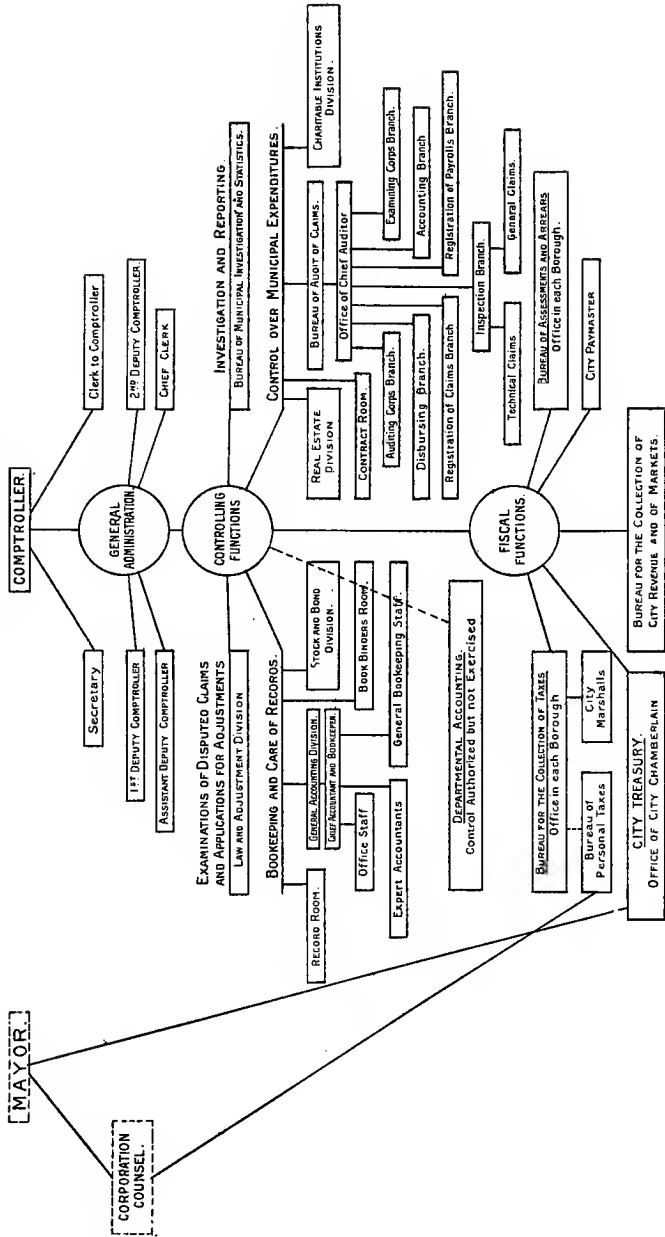 MAYOR.
CORPORATION
COUNSEL.
COMPTROLLER.
Secretary
Clerk to Comptroller
GENERAL
ADMINISTRATION
1ST DEPUTY COMPTROLLER
2ND DEPUTY COMPTROLLER.
ASSISTANT DEPUTY COMPTROLLER
CHIEF CLERK
CONTROLLING
FUNCTIONS
EXAMINATIONS OF DISPUTED CLAIMS
AND APPLICATIONS FOR ADJUSTMENTS
LAW AND ADJUSTMENT DIVISION
INVESTIGATION AND REPORTING
BUREAU OF MUNICIPAL INVESTIGATION AND STATISTICS.
BOOKKEEPING AND CARE OF RECORDS.
RECORD ROOM.
GENERAL ACCOUNTING DIVISION.
CHIEF ACCOUNTANT AND BOOKEEPER.
STOCK AND BOND
DIVISION.
BOOK BINDERS ROOM.
Office Staff
Expert Accountants
General Bookeeping Staff.
CONTROL OVER MUNICIPAL EXPENDITURES.
REAL ESTATE
DIVISION
CONTRACT ROOM.
BUREAU OF AUDIT OF CLAIMS.
Office of Chief Auditor
CHARITABLE INSTITUTIONS
DIVISION.
Auditing Corps Branch
Disbursing Branch.
Registration of Claims Branch
Examining Corps Branch.
Accounting Branch
Registration of Payrolls Branch
Inspection Branch.
Technical Claims
General Claims.
DEPARTMENTAL ACCOUNTING.
Control Authorized but not Exercised
FISCAL
FUNCTIONS.
BUREAU FOR THE COLLECTION OF TAXES
Office in each Borough
Bureau of
Personal Taxes
City
Marshalls
BUREAU OF ASSESSMENTS AND ARREARS
Office in each Borough.
CITY PAYMASTER
CITY TREASURY.
OFFICE OF CITY CHAMBERLAIN
BUREAU FOR THE COLLECTION OF
CITY REVENUE AND OF MARKETS.